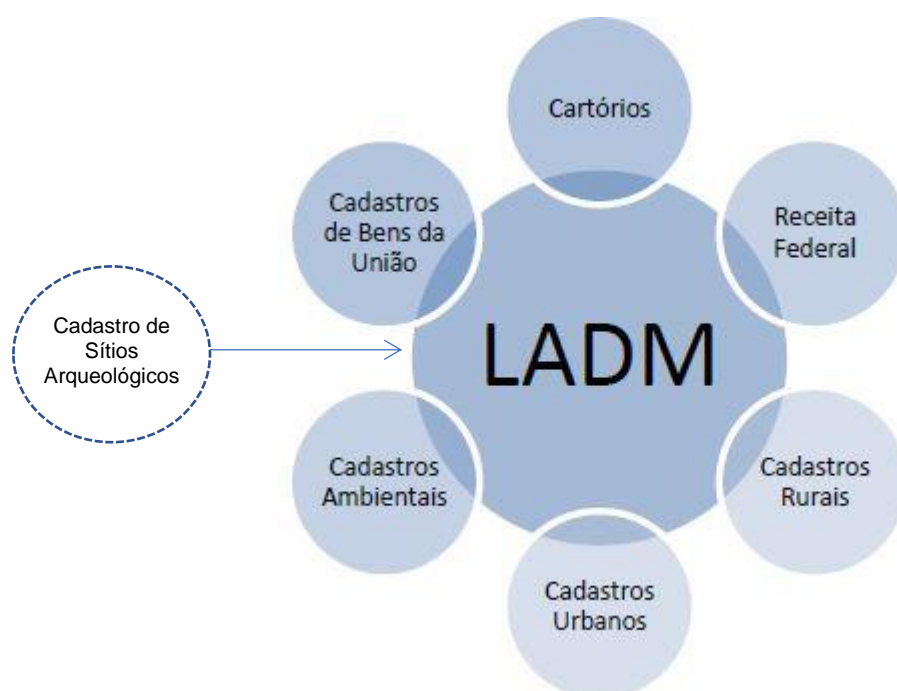 Cartórios
Cadastros
de Bens da
União
Receita
Federal
Cadastro de
Sítios
Arqueológicos
LADM
Cadastros
Ambientais
Cadastros
Rurais
Cadastros
Urbanos